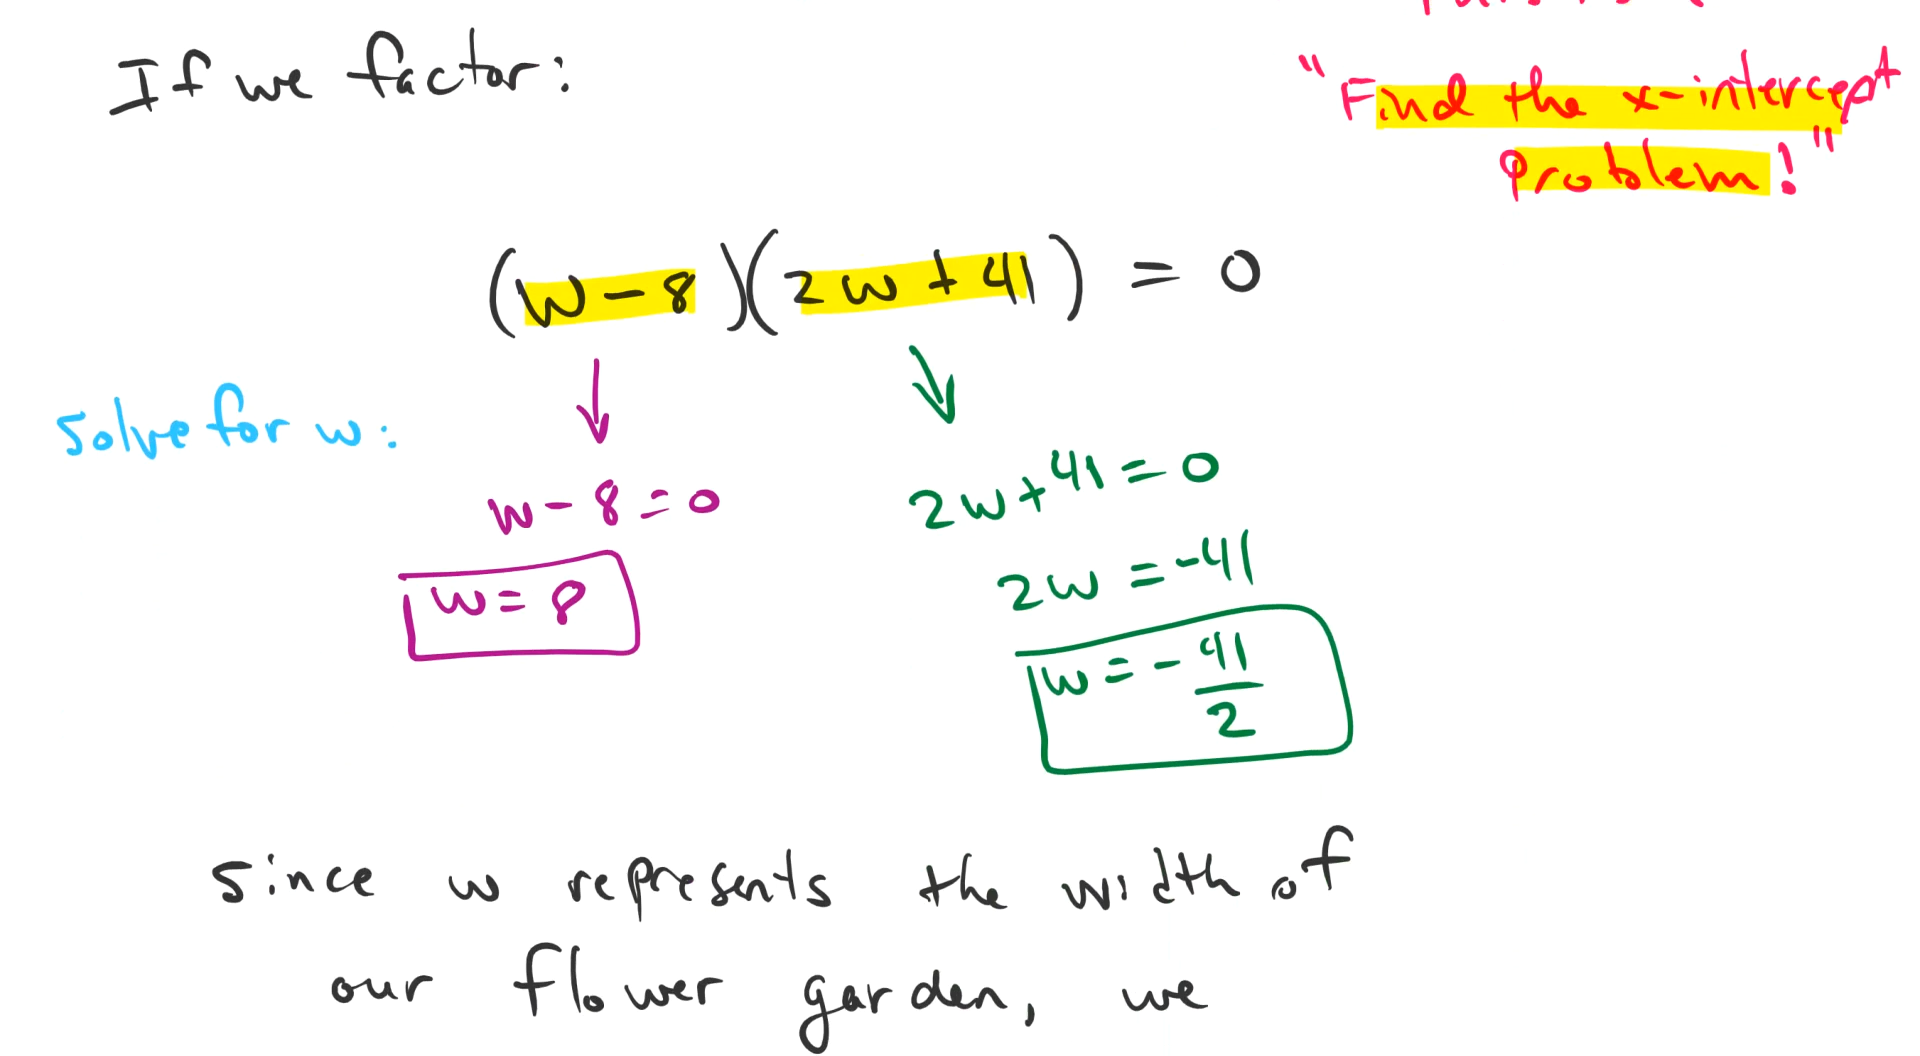 If we factor:
"Find the x-intercept
Problem!"
(w-8)(2w+41) = 0
Solve for w:
w-8=0
w=8
2w+41=0
2w=-41
w=-41/2
Since w represents the width of
our flower garden, we